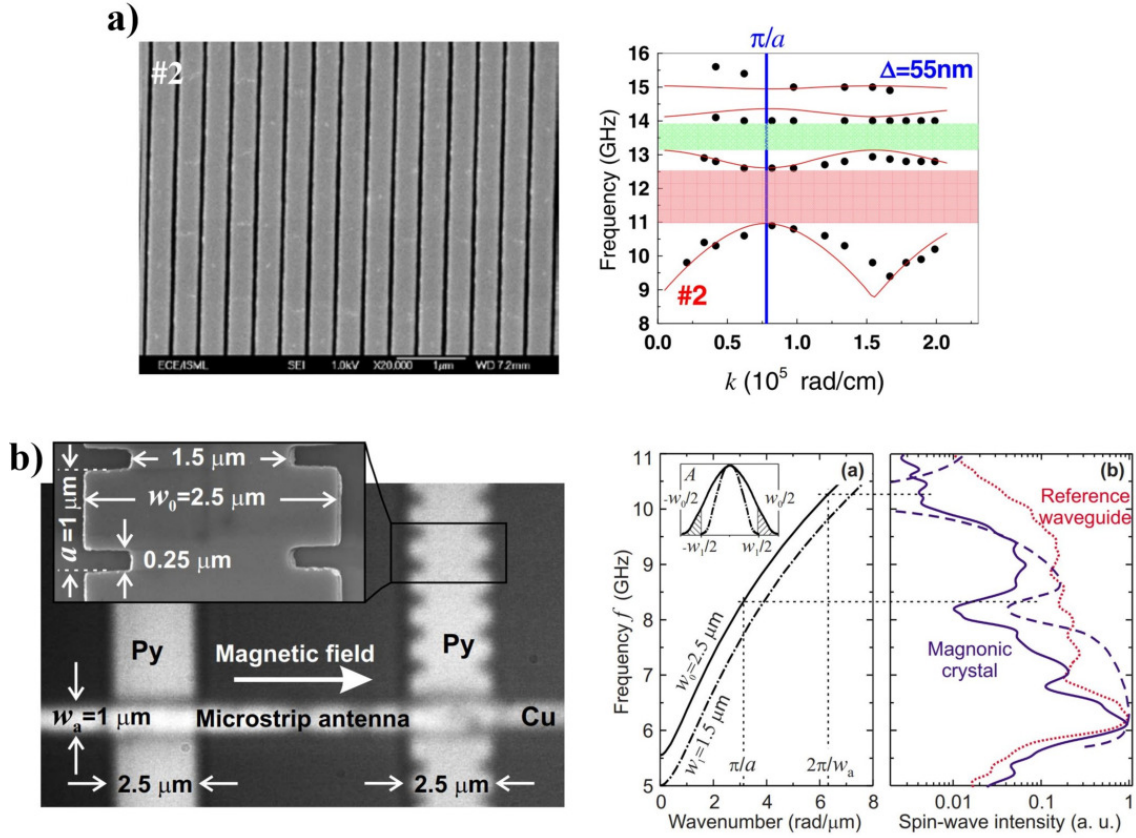 a)
#2
ECE/ISML SEI 1.0kV X20,000 1μm WD 7.2mm
π/a
Δ=55nm
16
15
14
13
12
11
10
9
8
Frequency (GHz)
#2
0.0 0.5 1.0 1.5 2.0
k (10⁵ rad/cm)
b)
1.5 μm
a=1 μm
w₀=2.5 μm
0.25 μm
Py
Py
Magnetic field
wₐ=1 μm
Microstrip antenna
Cu
2.5 μm
2.5 μm
(a)
A
-w₀/2 w₀/2
-w₁/2 w₁/2
11
10
9
8
7
6
5
Frequency f (GHz)
w₀=2.5 μm
w₁=1.5 μm
π/a
2π/wₐ
0 2 4 6 8
Wavenumber (rad/μm)
(b)
Reference
waveguide
Magnonic
crystal
0.01 0.1 1
Spin-wave intensity (a. u.)